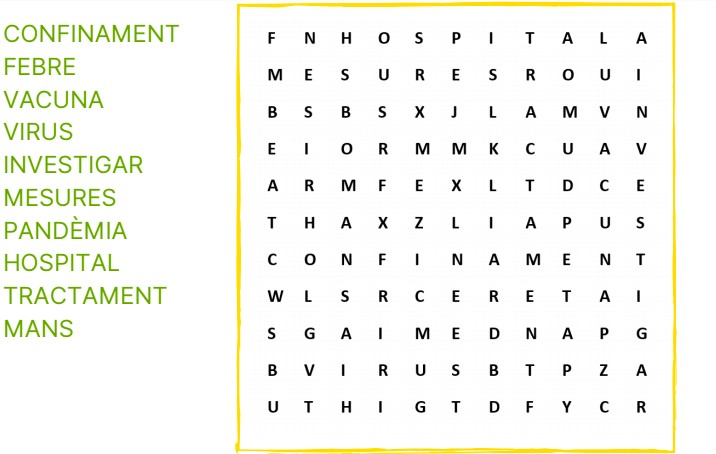 CONFINAMENT
FEBRE
VACUNA
VIRUS
INVESTIGAR
MESURES
PANDÈMIA
HOSPITAL
TRACTAMENT
MANS
F N H O S P I T A L A
M E S U R E S R O U I
B S B S X J L A M V N
E I O R M M K C U A V
A R M F E X L T D C E
T H A X Z L I A P U S
C O N F I N A M E N T
W L S R C E R E T A I
S G A I M E D N A P G
B V I R U S B T P Z A
U T H I G T D F Y C R